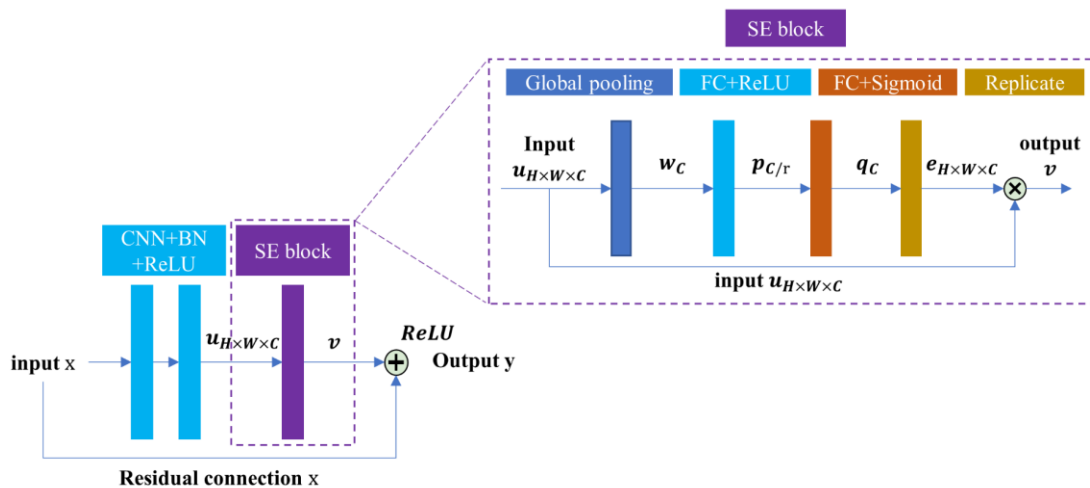 SE block
Global pooling
FC+ReLU
FC+Sigmoid
Replicate
Input
u_{H×W×C}
w_C
p_{C/r}
q_C
e_{H×W×C}
output
v
input u_{H×W×C}
CNN+BN
+ReLU
SE block
input x
u_{H×W×C}
v
ReLU
Output y
Residual connection x